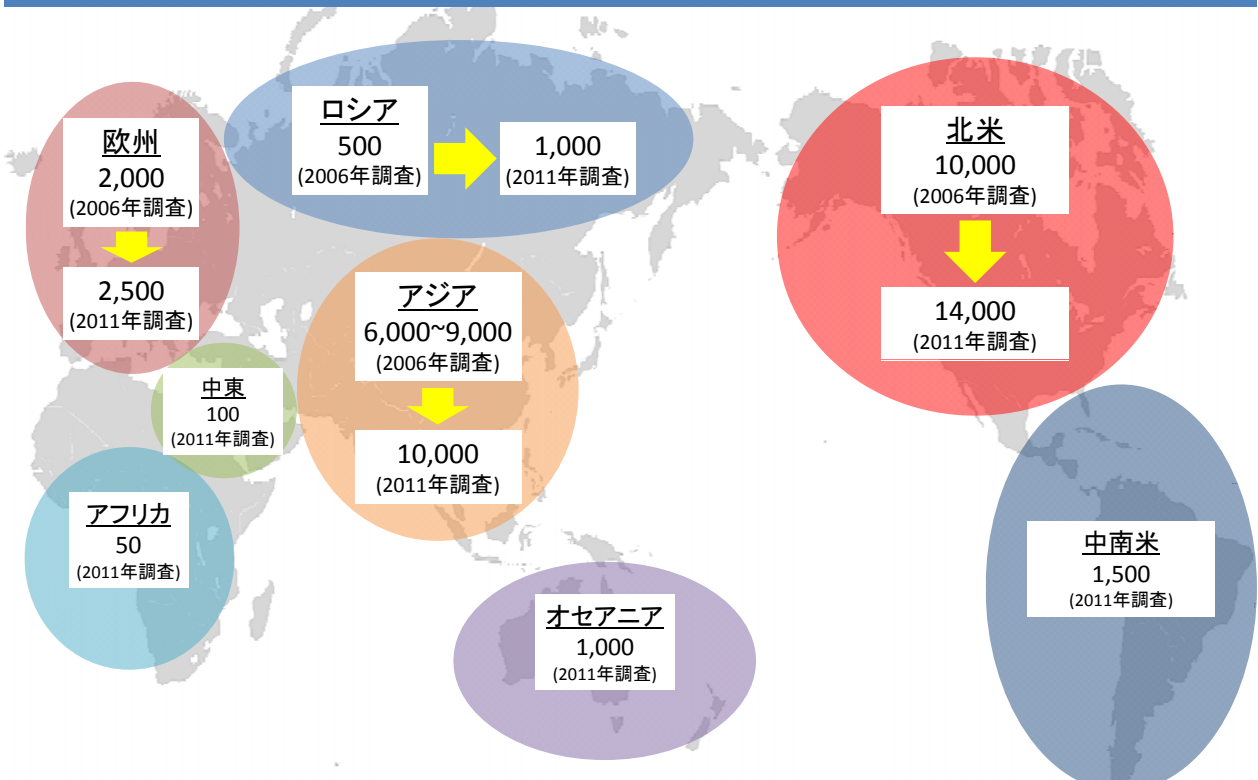 欧州
2,000
(2006年調査)
2,500
(2011年調査)
ロシア
500
(2006年調査)
1,000
(2011年調査)
北米
10,000
(2006年調査)
14,000
(2011年調査)
アジア
6,000~9,000
(2006年調査)
10,000
(2011年調査)
中東
100
(2011年調査)
アフリカ
50
(2011年調査)
オセアニア
1,000
(2011年調査)
中南米
1,500
(2011年調査)